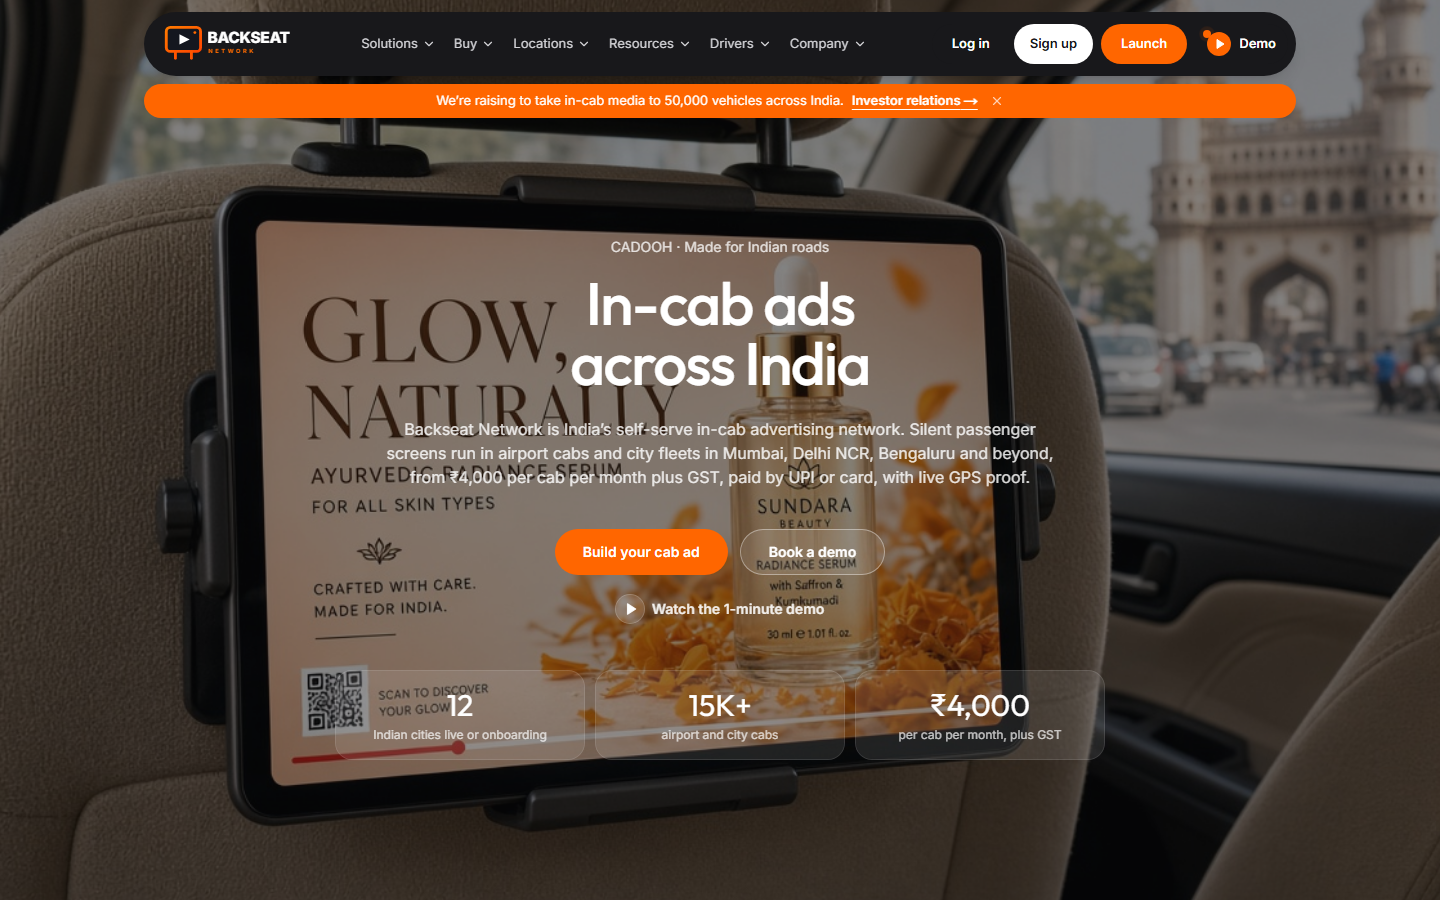 BACKSEAT
NETWORK
Solutions
Buy
Locations
Resources
Drivers
Company
Log in
Sign up
Launch
Demo
We're raising to take in-cab media to 50,000 vehicles across India. Investor relations →
CADOOH · Made for Indian roads
In-cab ads
across India
Backseat Network is India's self-serve in-cab advertising network. Silent passenger
screens run in airport cabs and city fleets in Mumbai, Delhi NCR, Bengaluru and beyond,
from ₹4,000 per cab per month plus GST, paid by UPI or card, with live GPS proof.
Build your cab ad
Book a demo
Watch the 1-minute demo
12
Indian cities live or onboarding
15K+
airport and city cabs
₹4,000
per cab per month, plus GST
GLOW,
NATURALLY
AYURVEDIC RADIANCE SERUM
FOR ALL SKIN TYPES
CRAFTED WITH CARE.
MADE FOR INDIA.
SCAN TO DISCOVER
YOUR GLOW
SUNDARA
BEAUTY
RADIANCE SERUM
with Saffron &
Kumkumadi
30 ml e 1.01 fl. oz.